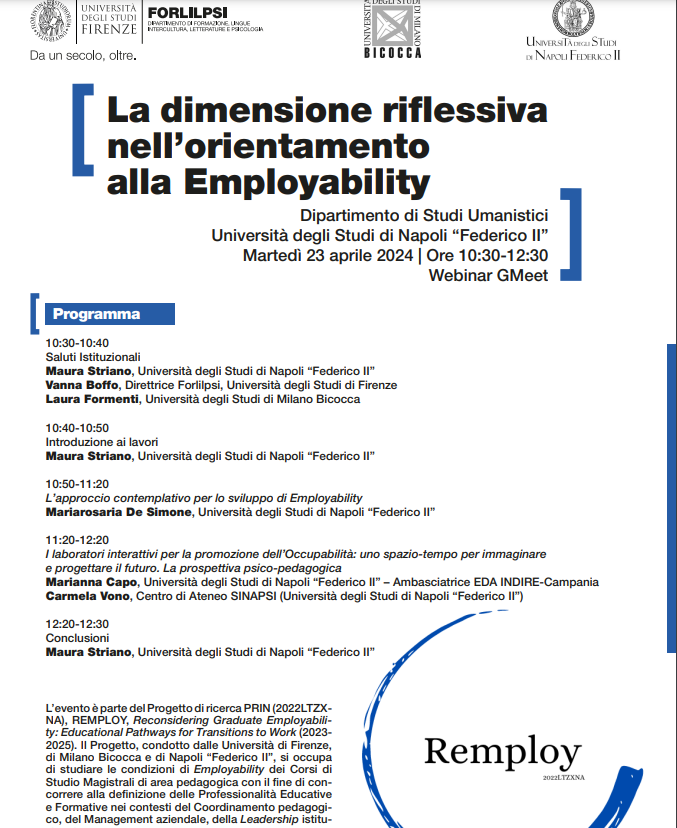 UNIVERSITÀ
DEGLI STUDI
FIRENZE
FORLILPSI
DIPARTIMENTO DI FORMAZIONE, LINGUE
INTERCULTURA, LETTERATURE E PSICOLOGIA
Da un secolo, oltre.
UNIVERSITÀ
DEGLI STUDI DI MILANO
BICOCCA
UNIVERSITÀ DEGLI STUDI
DI NAPOLI FEDERICO II
La dimensione riflessiva
nell’orientamento
alla Employability
Dipartimento di Studi Umanistici
Università degli Studi di Napoli “Federico II”
Martedì 23 aprile 2024 | Ore 10:30-12:30
Webinar GMeet
Programma
10:30-10:40
Saluti Istituzionali
Maura Striano, Università degli Studi di Napoli “Federico II”
Vanna Boffo, Direttrice Forlilpsi, Università degli Studi di Firenze
Laura Formenti, Università degli Studi di Milano Bicocca
10:40-10:50
Introduzione ai lavori
Maura Striano, Università degli Studi di Napoli “Federico II”
10:50-11:20
L’approccio contemplativo per lo sviluppo di Employability
Mariarosaria De Simone, Università degli Studi di Napoli “Federico II”
11:20-12:20
I laboratori interattivi per la promozione dell’Occupabilità: uno spazio-tempo per immaginare
e progettare il futuro. La prospettiva psico-pedagogica
Marianna Capo, Università degli Studi di Napoli “Federico II” – Ambasciatrice EDA INDIRE-Campania
Carmela Vono, Centro di Ateneo SINAPSI (Università degli Studi di Napoli “Federico II”)
12:20-12:30
Conclusioni
Maura Striano, Università degli Studi di Napoli “Federico II”
L’evento è parte del Progetto di ricerca PRIN (2022LTZX-
NA), REMPLOY, Reconsidering Graduate Employabili-
ty: Educational Pathways for Transitions to Work (2023-
2025). Il Progetto, condotto dalle Università di Firenze,
di Milano Bicocca e di Napoli “Federico II”, si occupa
di studiare le condizioni di Employability dei Corsi di
Studio Magistrali di area pedagogica con il fine di con-
correre alla definizione delle Professionalità Educative
e Formative nei contesti del Coordinamento pedagogi-
co, del Management aziendale, della Leadership istitu-
Remploy
2022LTZXNA